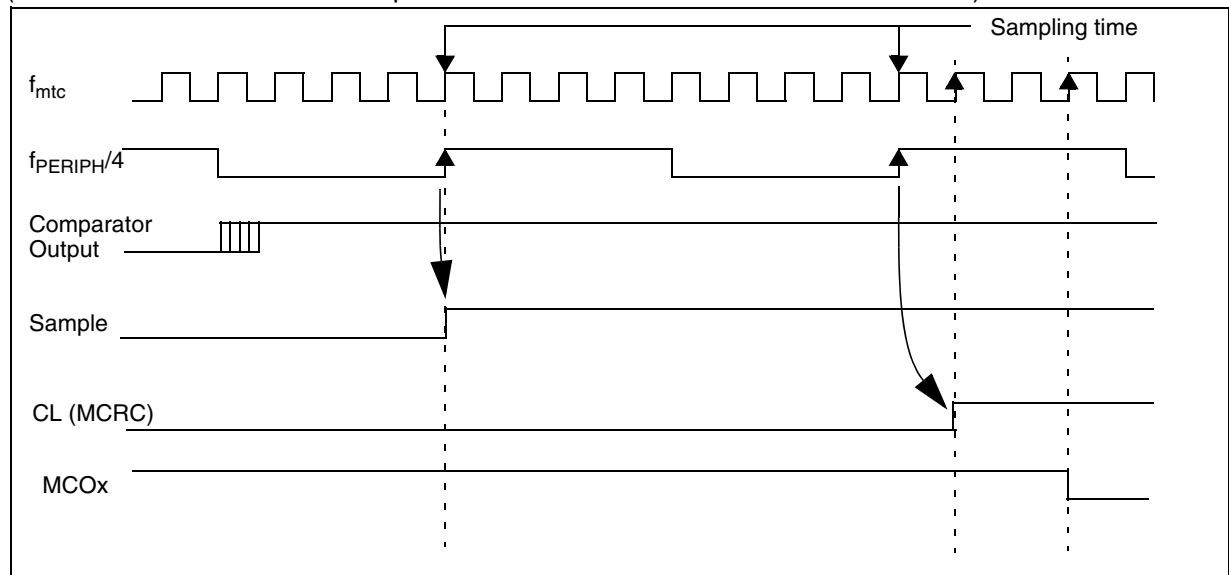 Sampling time
fmtc
fPERIPH/4
Comparator
Output
Sample
CL (MCRC)
MCOx